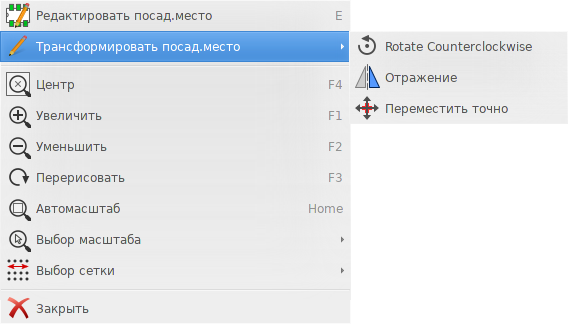 Редактировать посад.место E
Трансформировать посад.место
Rotate Counterclockwise
Отражение
Переместить точно
Центр F4
Увеличить F1
Уменьшить F2
Перерисовать F3
Автомасштаб Home
Выбор масштаба
Выбор сетки
Закрыть